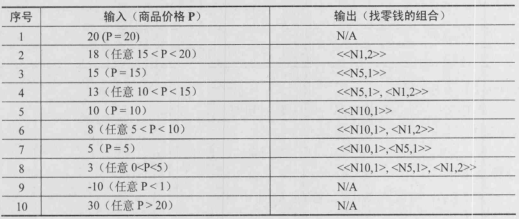 序号 输入（商品价格 P） 输出（找零钱的组合）
1 20 (P = 20) N/A
2 18（任意 15 < P < 20） <<N1,2>>
3 15（P = 15） <<N5,1>>
4 13（任意 10 < P < 15） <<N5,1>, <N1,2>>
5 10（P = 10） <<N10,1>>
6 8（任意 5 < P < 10） <<N10,1>, <N1,2>>
7 5（P = 5） <<N10,1>,<N5,1>>
8 3（任意 0<P<5） <<N10,1>, <N5,1>, <N1,2>>
9 -10（任意 P < 1） N/A
10 30（任意 P > 20） N/A